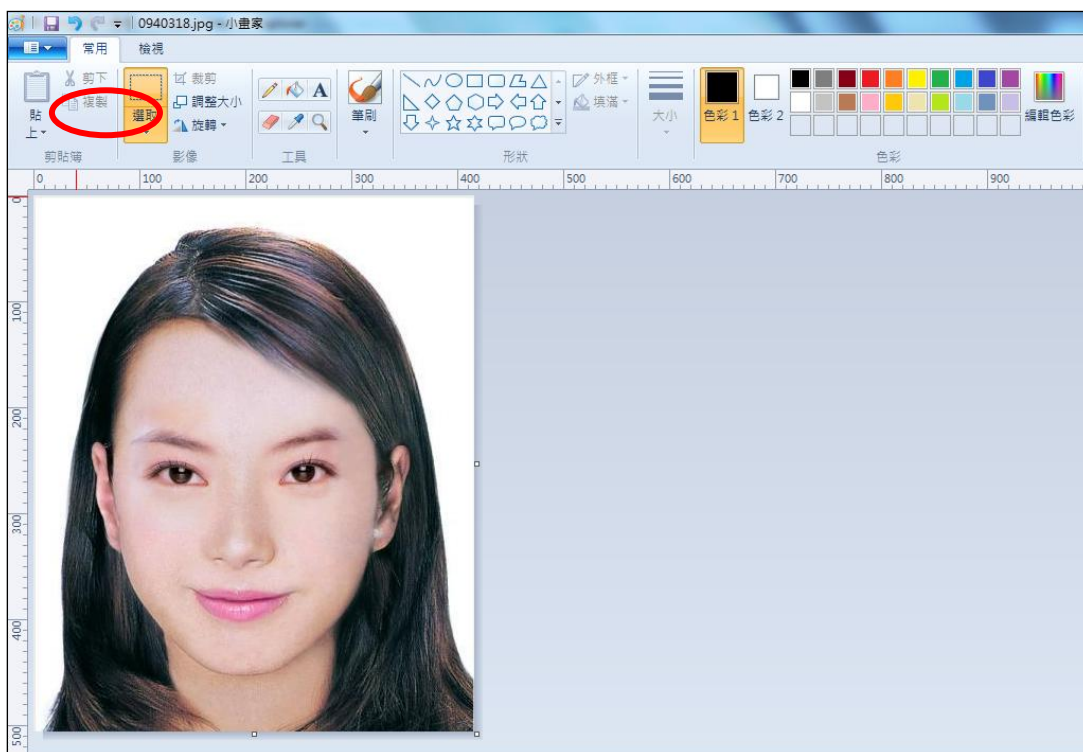 0940318.jpg - 小畫家
常用 檢視
貼上
剪下
複製
剪貼簿
選取
裁剪
調整大小
旋轉
影像
A
工具
筆刷
外框
填滿
形狀
大小
色彩 1
色彩 2
編輯色彩
色彩
0 100 200 300 400 500 600 700 800 900
0
100
200
300
400
500